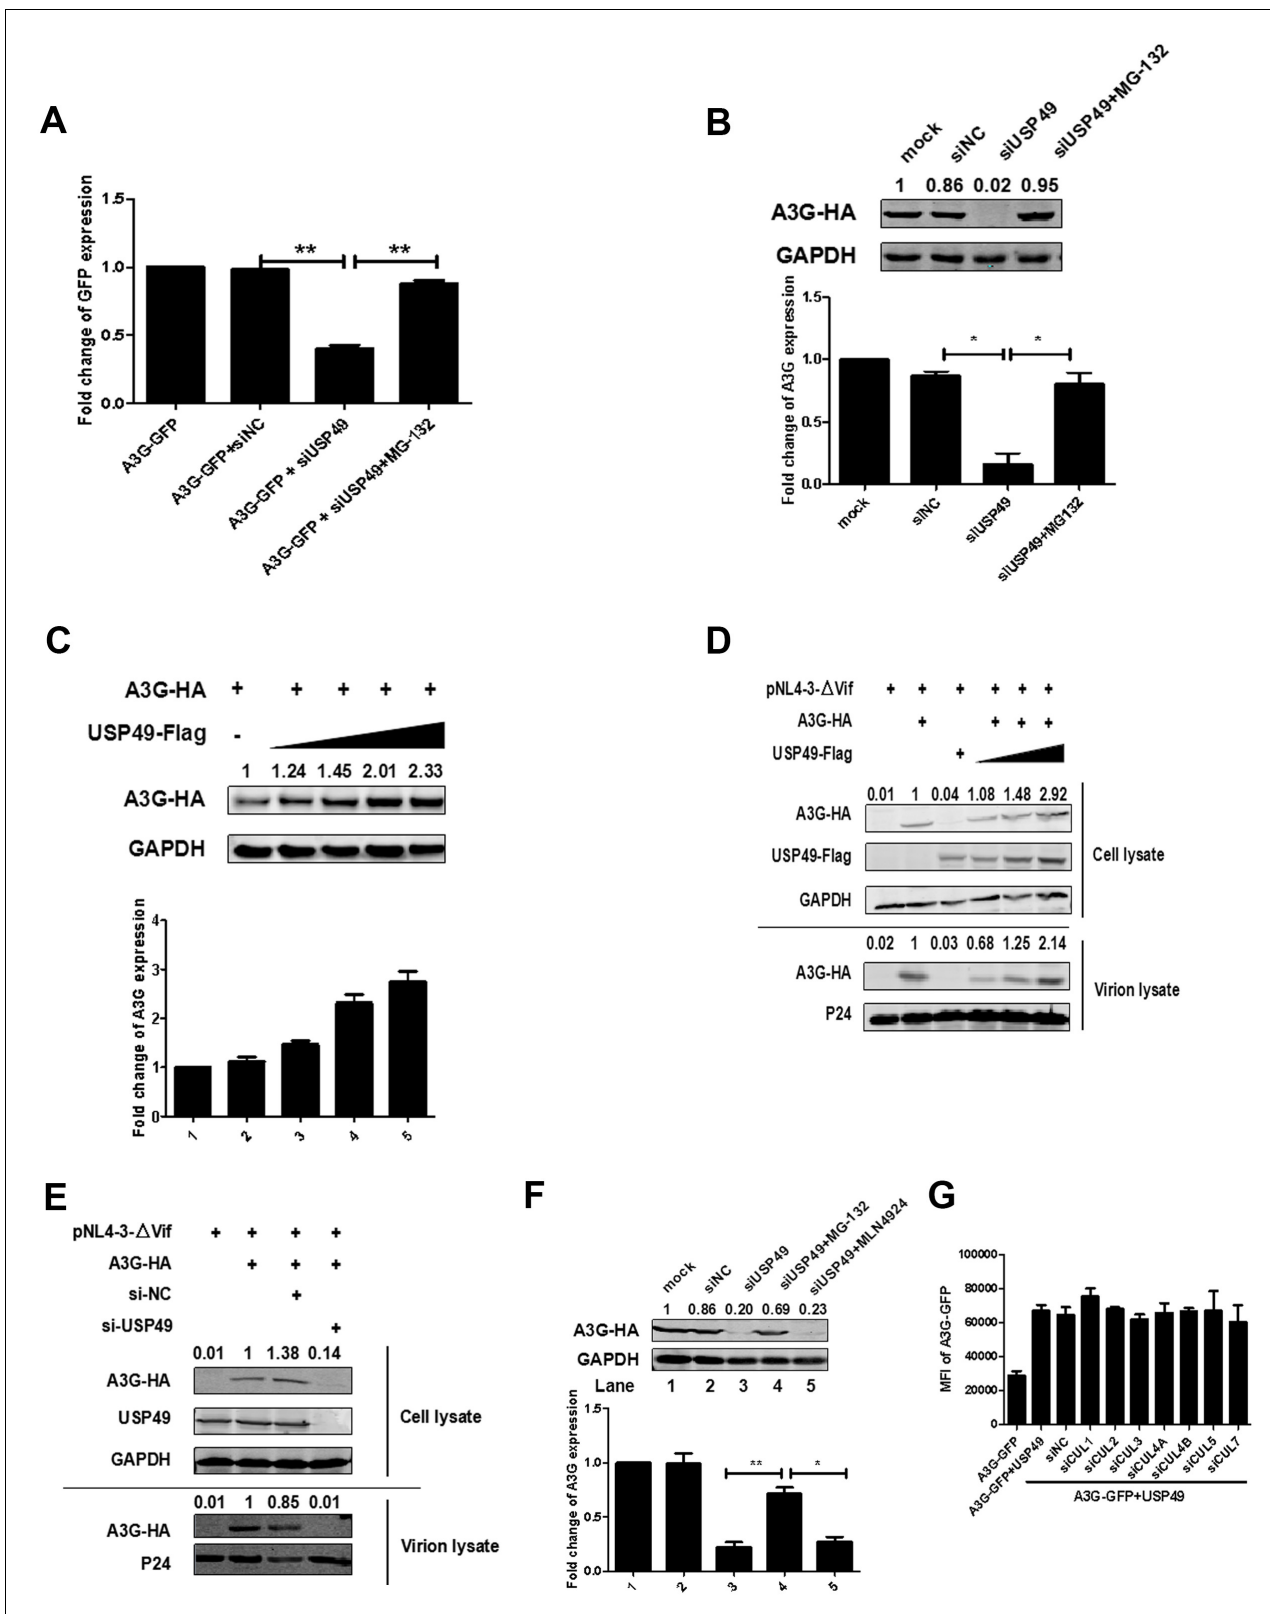 A
Fold change of GFP expression
1.5
1.0
0.5
0.0
** **
A3G-GFP
A3G-GFP+siNC
A3G-GFP + siUSP49
A3G-GFP + siUSP49+MG-132
B
mock siNC siUSP49 siUSP49+MG-132
1 0.86 0.02 0.95
A3G-HA
GAPDH
Fold change of A3G expression
1.5
1.0
0.5
0.0
* *
mock siNC siUSP49 siUSP49+MG132
C
A3G-HA + + + + +
USP49-Flag -
1 1.24 1.45 2.01 2.33
A3G-HA
GAPDH
Fold change of A3G expression
4
3
2
1
0
1 2 3 4 5
D
pNL4-3-△Vif + + + + + +
A3G-HA + + + +
USP49-Flag +
0.01 1 0.04 1.08 1.48 2.92
A3G-HA
USP49-Flag
GAPDH
Cell lysate
0.02 1 0.03 0.68 1.25 2.14
A3G-HA
P24
Virion lysate
E
pNL4-3-△Vif + + + +
A3G-HA + + +
si-NC +
si-USP49 +
0.01 1 1.38 0.14
A3G-HA
USP49
GAPDH
Cell lysate
0.01 1 0.85 0.01
A3G-HA
P24
Virion lysate
F
mock siNC siUSP49 siUSP49+MG-132 siUSP49+MLN4924
1 0.86 0.20 0.69 0.23
A3G-HA
GAPDH
Lane 1 2 3 4 5
Fold change of A3G expression
1.5
1.0
0.5
0.0
** *
1 2 3 4 5
G
MFI of A3G-GFP
100000
80000
60000
40000
20000
0
A3G-GFP A3G-GFP+USP49 siNC siCUL1 siCUL2 siCUL3 siCUL4A siCUL4B siCUL5 siCUL7
A3G-GFP+USP49